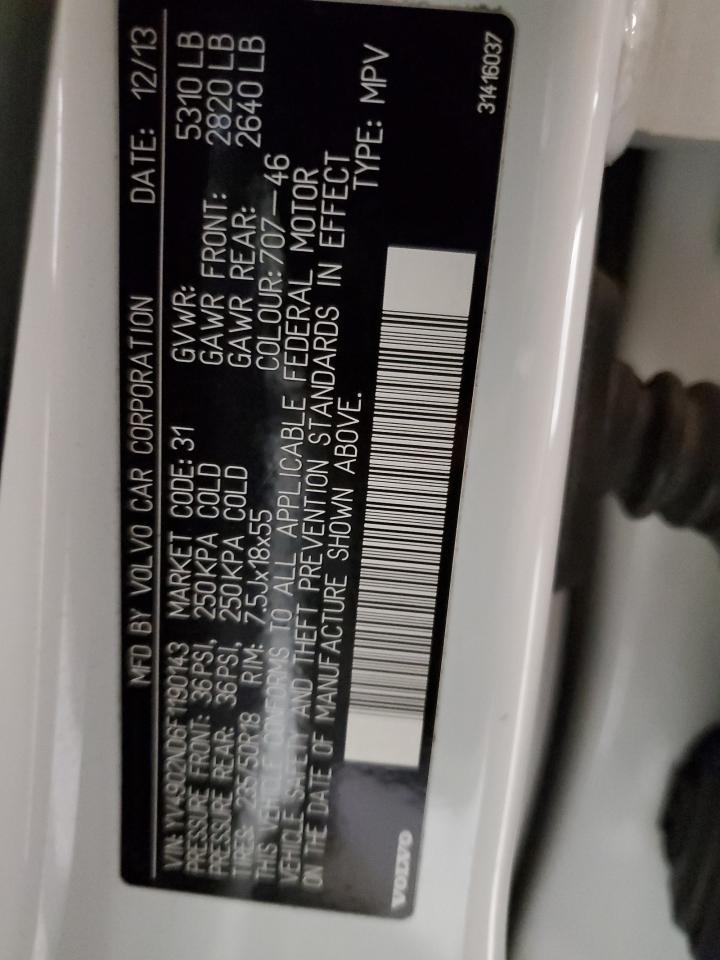 MFD BY VOLVO CAR CORPORATION DATE: 12/13
VIN: YV4902ND6F1190143 MARKET CODE: 31 GVWR: 5310 LB
PRESSURE FRONT: 36PSI, 250KPA COLD GAWR FRONT: 2820 LB
PRESSURE REAR: 36PSI, 250KPA COLD GAWR REAR: 2640 LB
TIRES: 235/50R18 RIM: 7.5Jx18x55 COLOUR: 707-46
THIS VEHICLE CONFORMS TO ALL APPLICABLE FEDERAL MOTOR
VEHICLE SAFETY AND THEFT PREVENTION STANDARDS IN EFFECT
ON THE DATE OF MANUFACTURE SHOWN ABOVE. TYPE: MPV
VOLVO 31416037